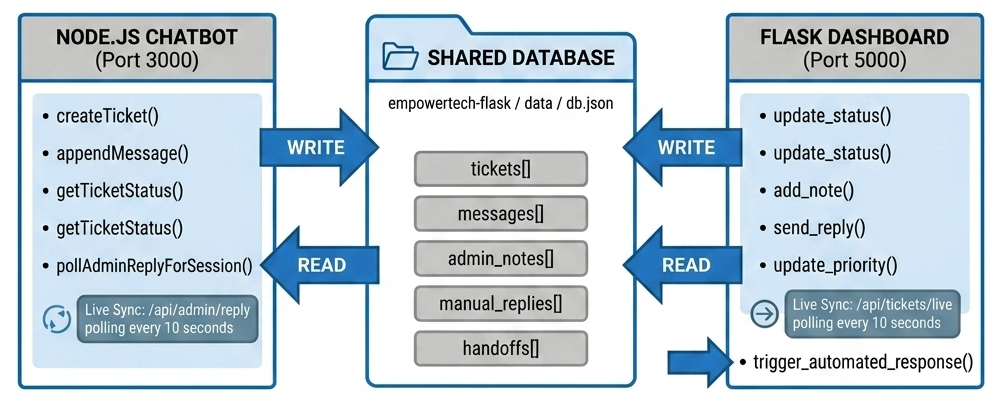 NODE.JS CHATBOT
(Port 3000)
• createTicket()
• appendMessage()
• getTicketStatus()
• getTicketStatus()
• pollAdminReplyForSession()
Live Sync: /api/admin/reply
polling every 10 seconds
WRITE
READ
SHARED DATABASE
empowertech-flask / data / db.json
tickets[]
messages[]
admin_notes[]
manual_replies[]
handoffs[]
WRITE
READ
FLASK DASHBOARD
(Port 5000)
• update_status()
• update_status()
• add_note()
• send_reply()
• update_priority()
Live Sync: /api/tickets/live
polling every 10 seconds
• trigger_automated_response()